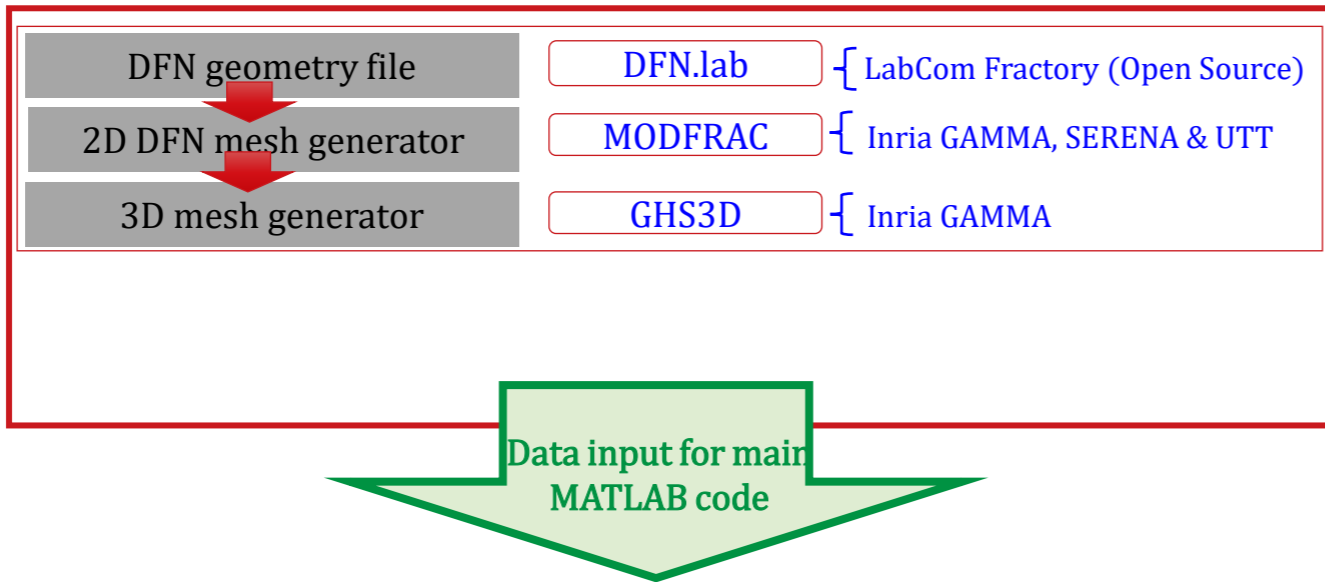 DFN geometry file DFN.lab LabCom Fractory (Open Source)
2D DFN mesh generator MODFRAC Inria GAMMA, SERENA & UTT
3D mesh generator GHS3D Inria GAMMA
Data input for main
MATLAB code